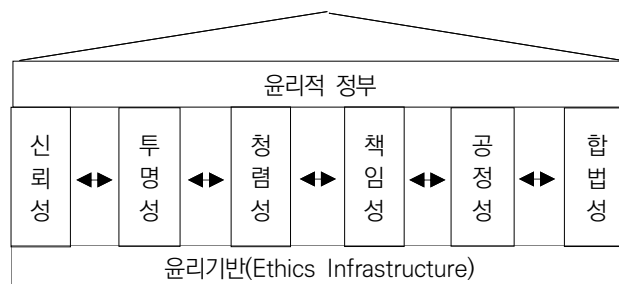 윤리적 정부
신뢰성
투명성
청렴성
책임성
공정성
합법성
윤리기반(Ethics Infrastructure)